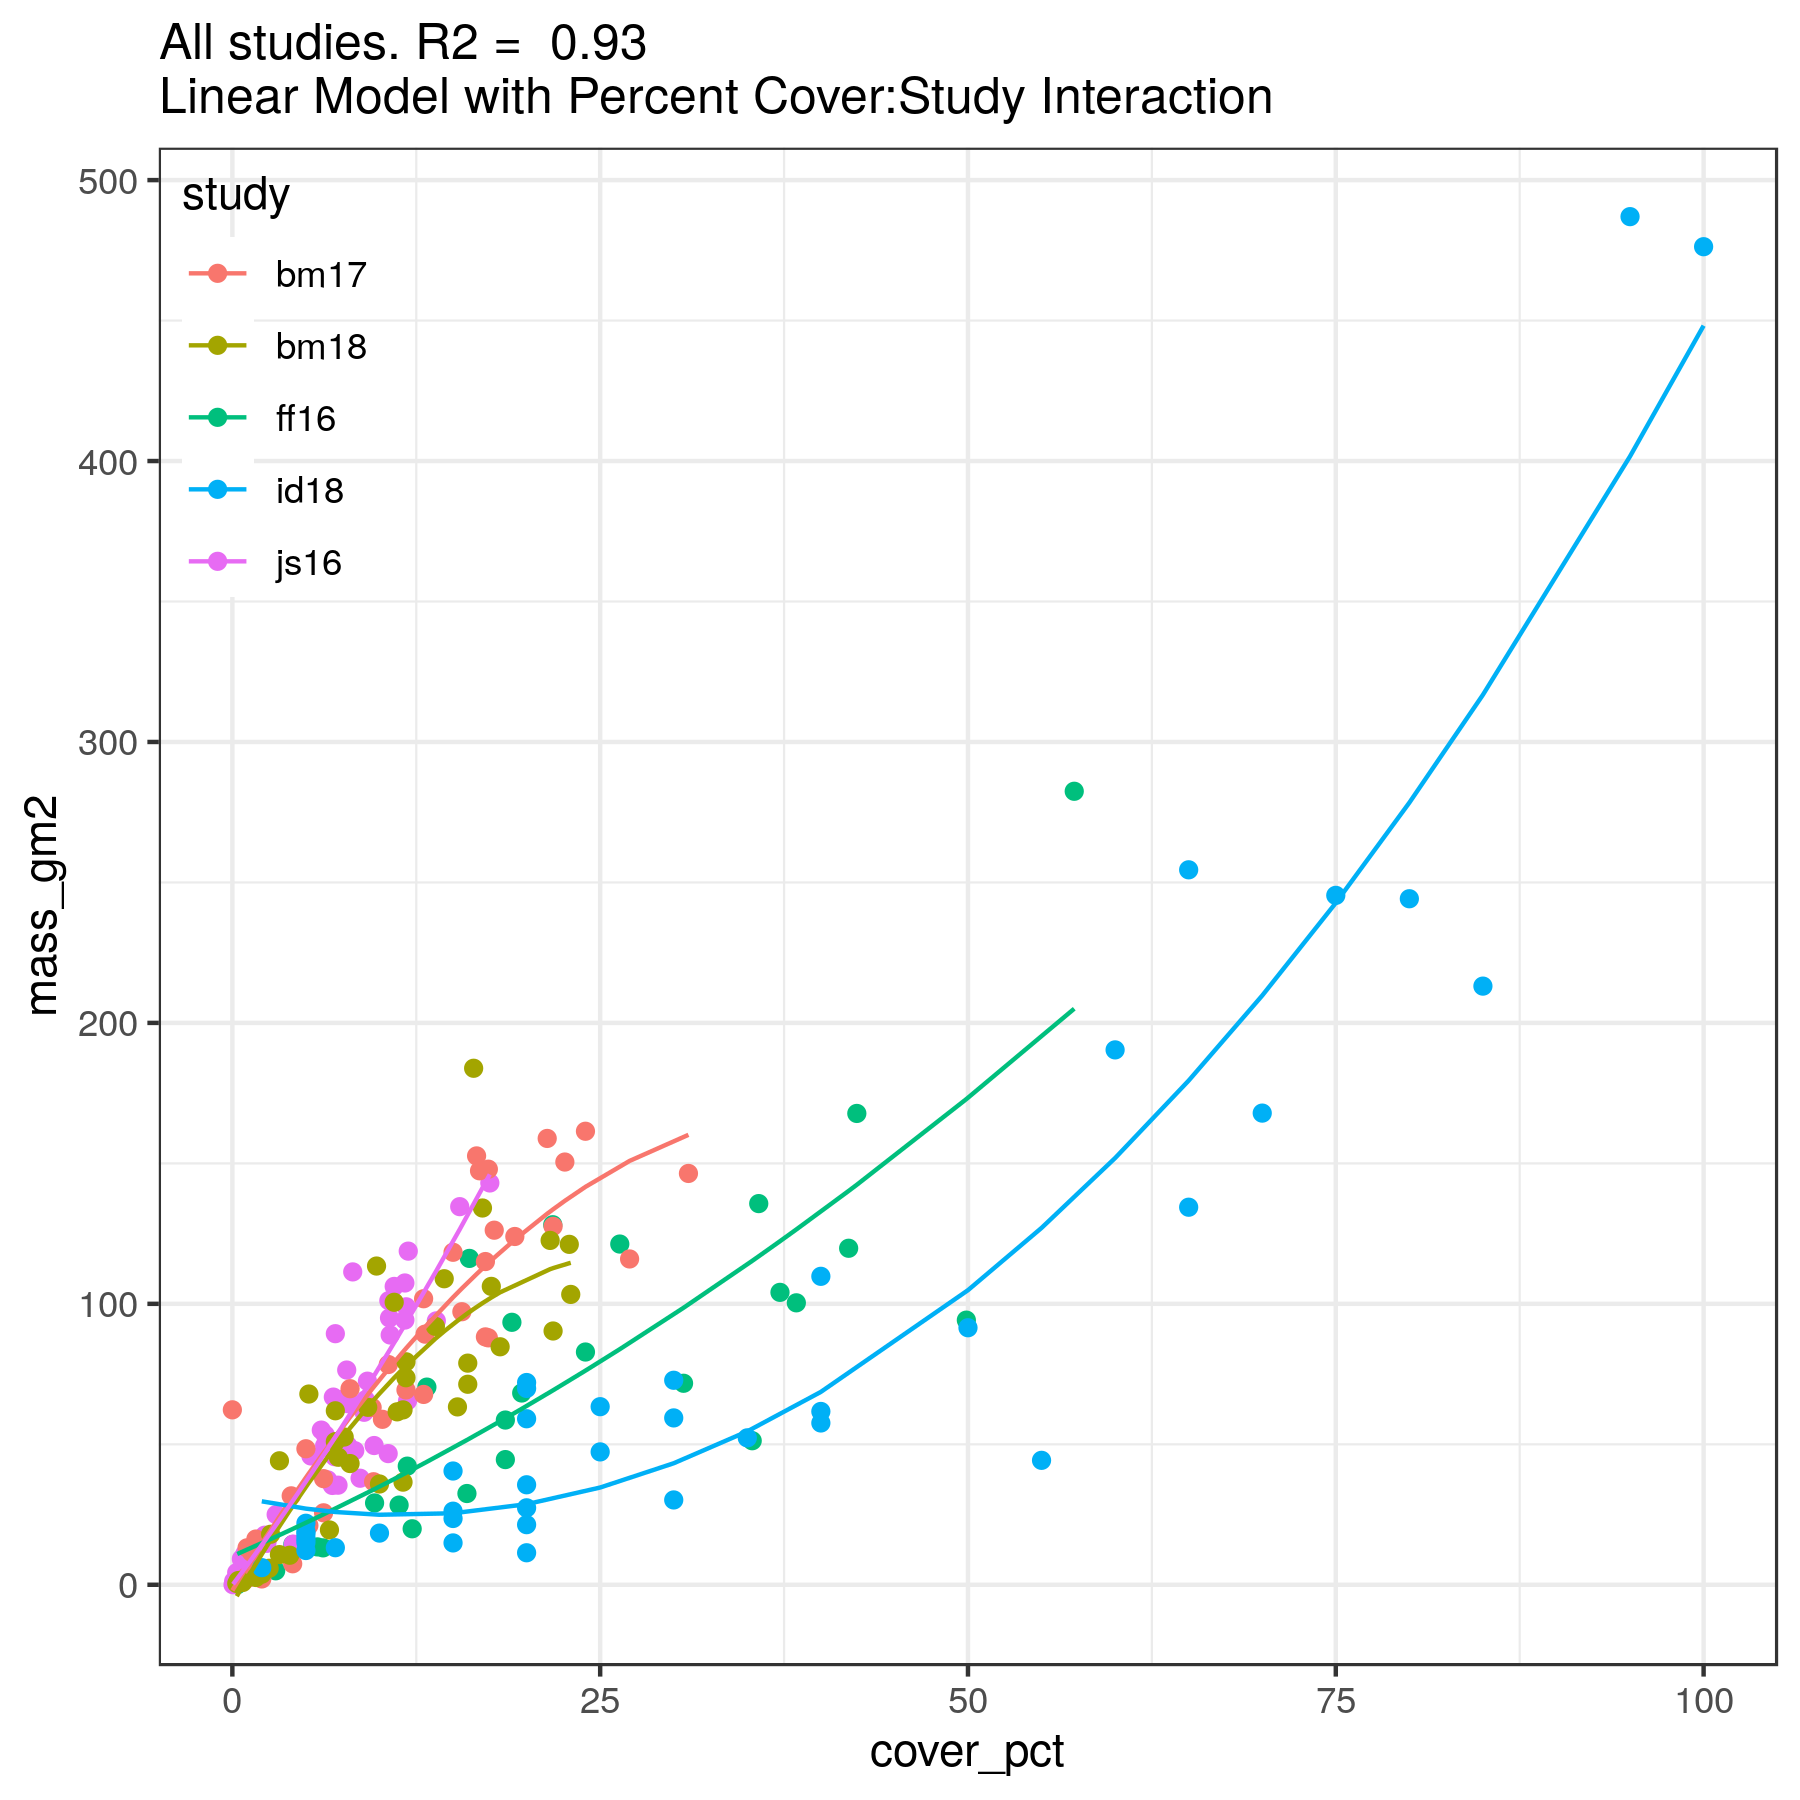 All studies. R2 =  0.93
Linear Model with Percent Cover:Study Interaction
study
bm17
bm18
ff16
id18
js16
500
400
300
200
100
0
mass_gm2
0
25
50
75
100
cover_pct